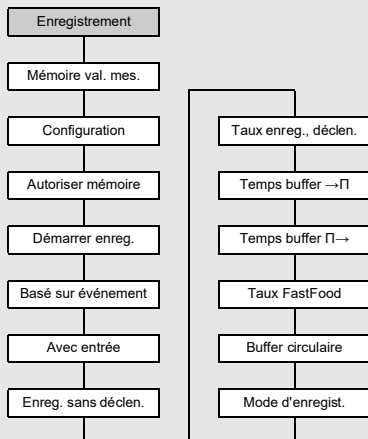 Enregistrement
Mémoire val. mes.
Configuration
Autoriser mémoire
Démarrer enreg.
Basé sur événement
Avec entrée
Enreg. sans déclen.
Taux enreg., déclen.
Temps buffer →Π
Temps buffer Π→
Taux FastFood
Buffer circulaire
Mode d'enregist.